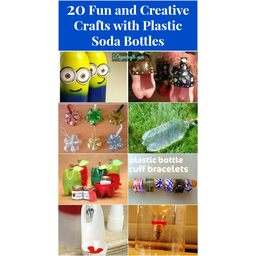 20 Fun and Creative
Crafts with Plastic
Soda Bottles
plastic bottle
cuff bracelets